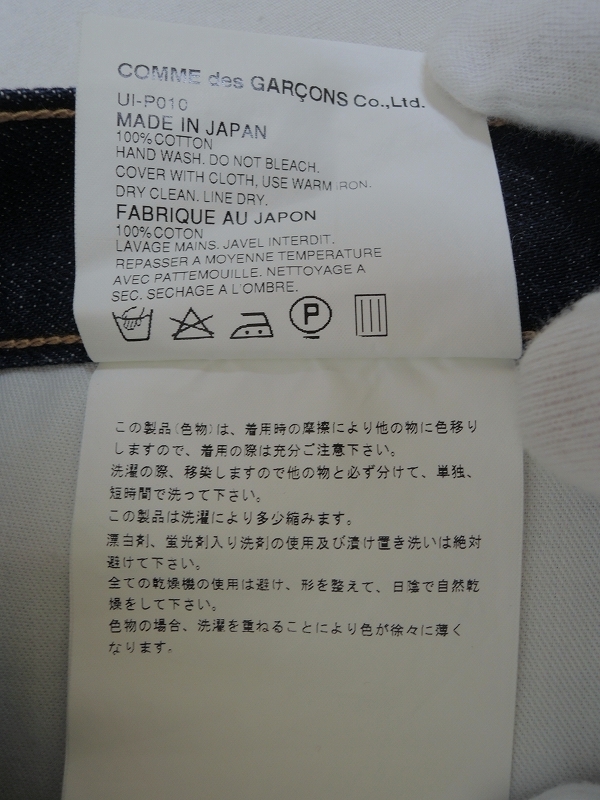 COMME des GARÇONS Co.,Ltd.
UI-P010
MADE IN JAPAN
100%COTTON
HAND WASH. DO NOT BLEACH.
COVER WITH CLOTH, USE WARM IRON.
DRY CLEAN. LINE DRY.
FABRIQUE AU JAPON
100%COTON
LAVAGE MAINS. JAVEL INTERDIT.
REPASSER A MOYENNE TEMPERATURE
AVEC PATTEMOUILLE. NETTOYAGE A
SEC. SECHAGE A L'OMBRE.
P
この製品(色物)は、着用時の摩擦により他の物に色移り
しますので、着用の際は充分ご注意下さい。
洗濯の際、移染しますので他の物と必ず分けて、単独、
短時間で洗って下さい。
この製品は洗濯により多少縮みます。
漂白剤、蛍光剤入り洗剤の使用及び漬け置き洗いは絶対
避けて下さい。
全ての乾燥機の使用は避け、形を整えて、日陰で自然乾
燥をして下さい。
色物の場合、洗濯を重ねることにより色が徐々に薄く
なります。